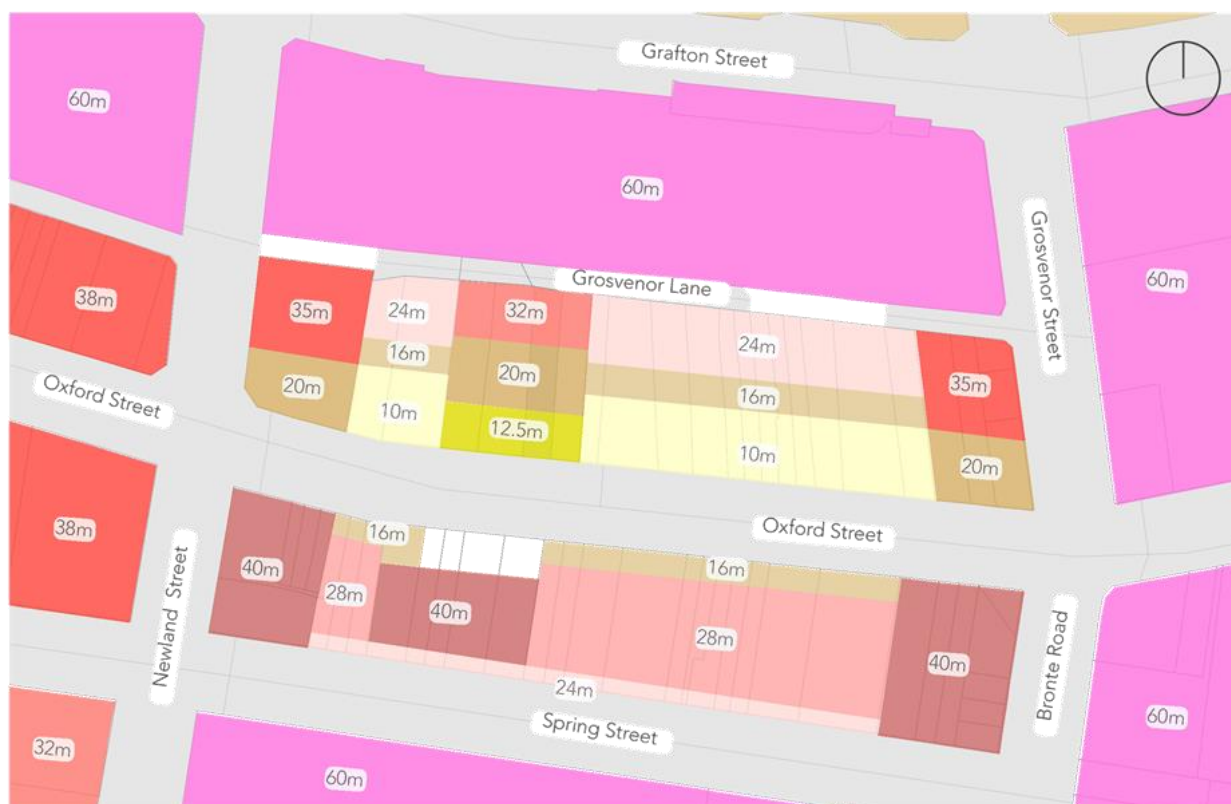 Grafton Street
60m
60m
60m
Grosvenor Street
Grosvenor Lane
38m
35m
24m
32m
24m
16m
20m
16m
35m
20m
10m
12.5m
10m
20m
Oxford Street
Oxford Street
38m
16m
16m
40m
28m
40m
28m
40m
Newland Street
24m
Bronte Road
Spring Street
60m
32m
60m